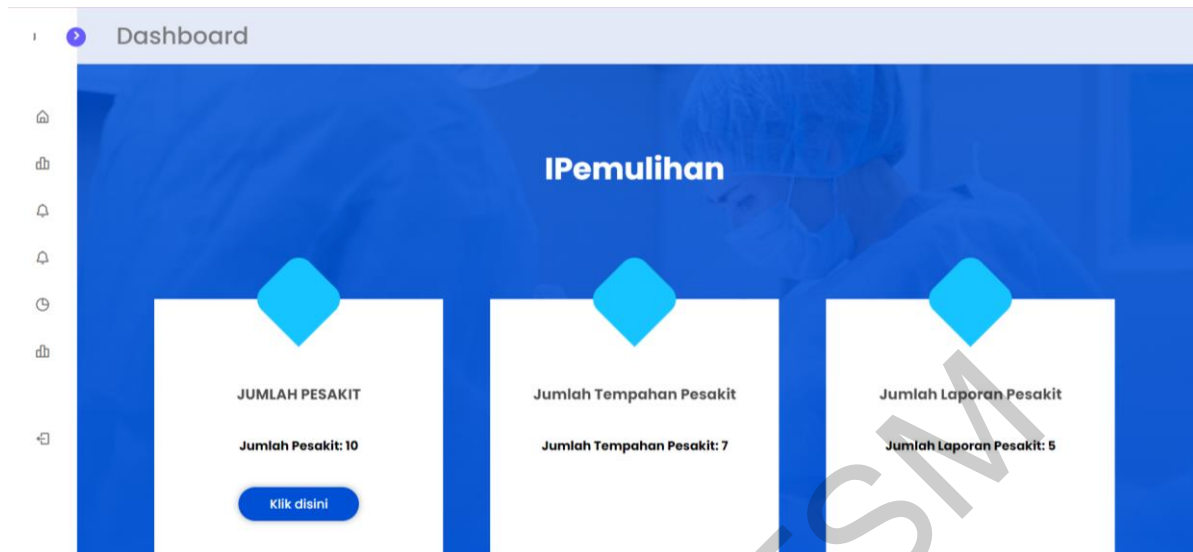 Dashboard
IPemulihan
JUMLAH PESAKIT
Jumlah Pesakit: 10
Klik disini
Jumlah Tempahan Pesakit
Jumlah Tempahan Pesakit: 7
Jumlah Laporan Pesakit
Jumlah Laporan Pesakit: 5